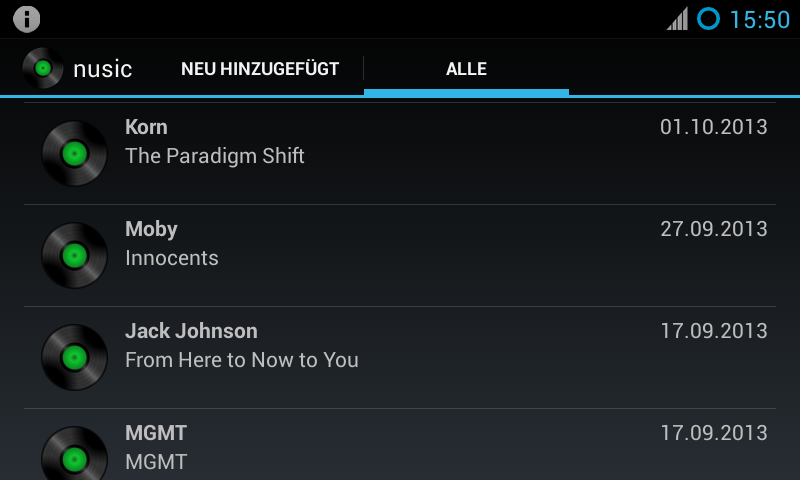 15:50
nusic
NEU HINZUGEFÜGT
ALLE
Korn
01.10.2013
The Paradigm Shift
Moby
27.09.2013
Innocents
Jack Johnson
17.09.2013
From Here to Now to You
MGMT
17.09.2013
MGMT